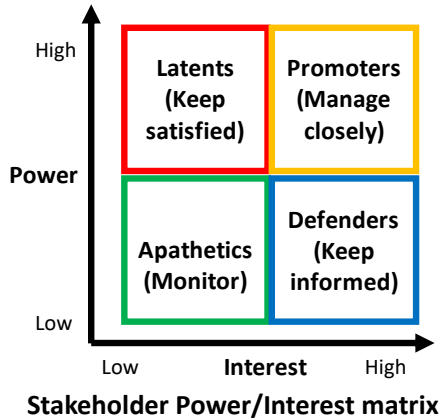 High
Latents
(Keep
satisfied)
Promoters
(Manage
closely)
Power
Apathetics
(Monitor)
Defenders
(Keep
informed)
Low
Low
Interest
High
Stakeholder Power/Interest matrix